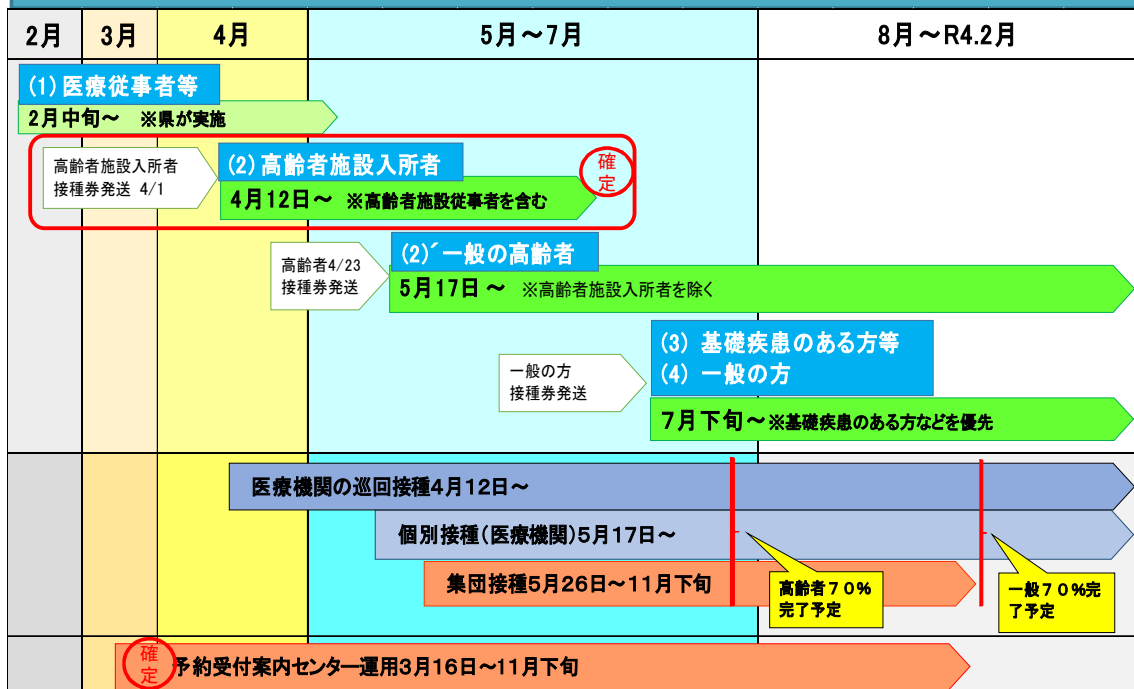 2月 3月 4月 5月～7月 8月～R4.2月
(1)医療従事者等
2月中旬～ ※県が実施
高齢者施設入所者
接種券発送 4/1
(2)高齢者施設入所者
確定
4月12日～ ※高齢者施設従事者を含む
高齢者4/23
接種券発送
(2)´一般の高齢者
5月17日～ ※高齢者施設入所者を除く
一般の方
接種券発送
(3) 基礎疾患のある方等
(4) 一般の方
7月下旬～※基礎疾患のある方などを優先
医療機関の巡回接種4月12日～
個別接種(医療機関)5月17日～
集団接種5月26日～11月下旬
高齢者７０%
完了予定
一般７０%完
了予定
確定
予約受付案内センター運用3月16日～11月下旬